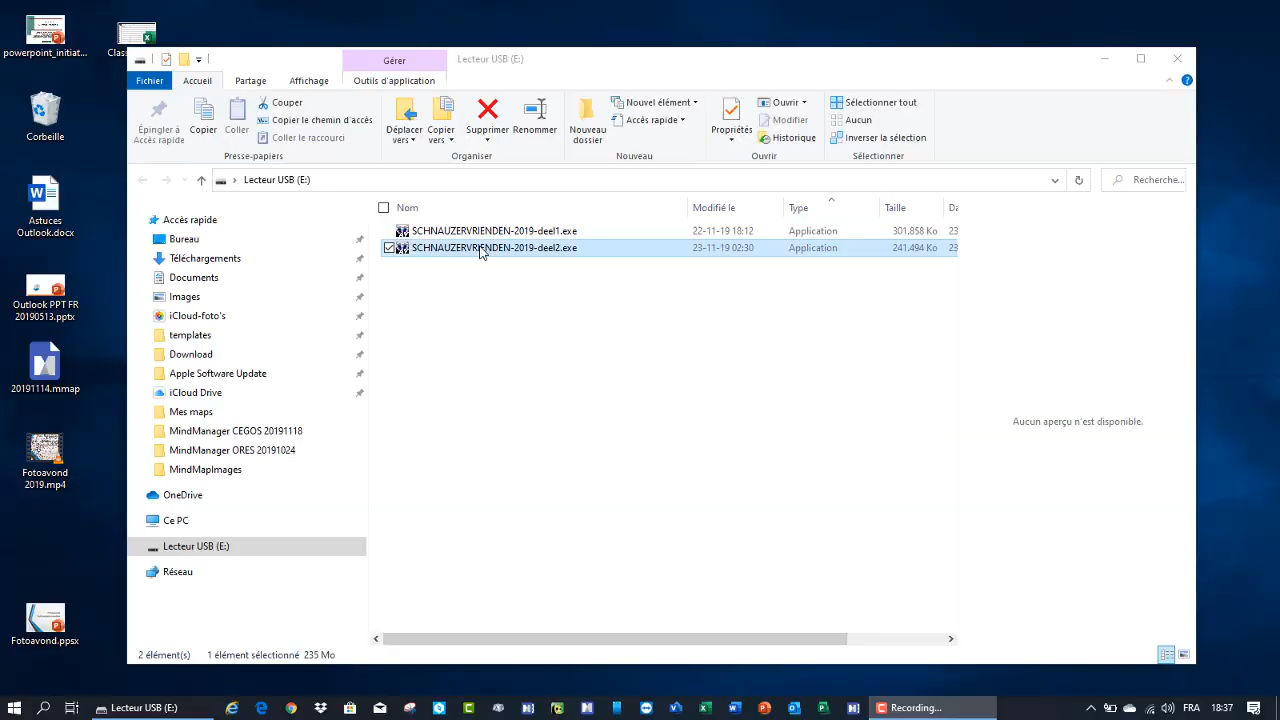 powerpoint_initiat...
Clas
Corbeille
Astuces
Outlook.docx
Outlook PPT FR
20190513.pptx
20191114.mmap
Fotoavond
2019.mp4
Fotoavond.ppsx
Gérer
Lecteur USB (E:)
Fichier
Accueil
Partage
Affichage
Outils d'application
Épingler à
Accès rapide
Copier
Coller
Couper
Copier le chemin d'accès
Coller le raccourci
Presse-papiers
Déplacer
vers
Copier
vers
Supprimer
Renommer
Organiser
Nouveau
dossier
Nouvel élément
Accès rapide
Nouveau
Propriétés
Ouvrir
Modifier
Historique
Ouvrir
Sélectionner tout
Aucun
Inverser la sélection
Sélectionner
Lecteur USB (E:)
Recherche...
Accès rapide
Bureau
Téléchargements
Documents
Images
iCloud-foto's
templates
Download
Apple Software Update
iCloud Drive
Mes maps
MindManager CEGOS 20191118
MindManager ORES 20191024
MindMapImages
OneDrive
Ce PC
Lecteur USB (E:)
Réseau
Nom Modifié le Type Taille Da
SCHNAUZERVRIENDEN-2019-deel1.exe 22-11-19 18:12 Application 301.858 Ko 23
SCHNAUZERVRIENDEN-2019-deel2.exe 23-11-19 02:30 Application 241.494 Ko 23
Aucun aperçu n'est disponible.
2 élément(s) 1 élément sélectionné 235 Mo
Lecteur USB (E:)
Recording...
FRA
18:37